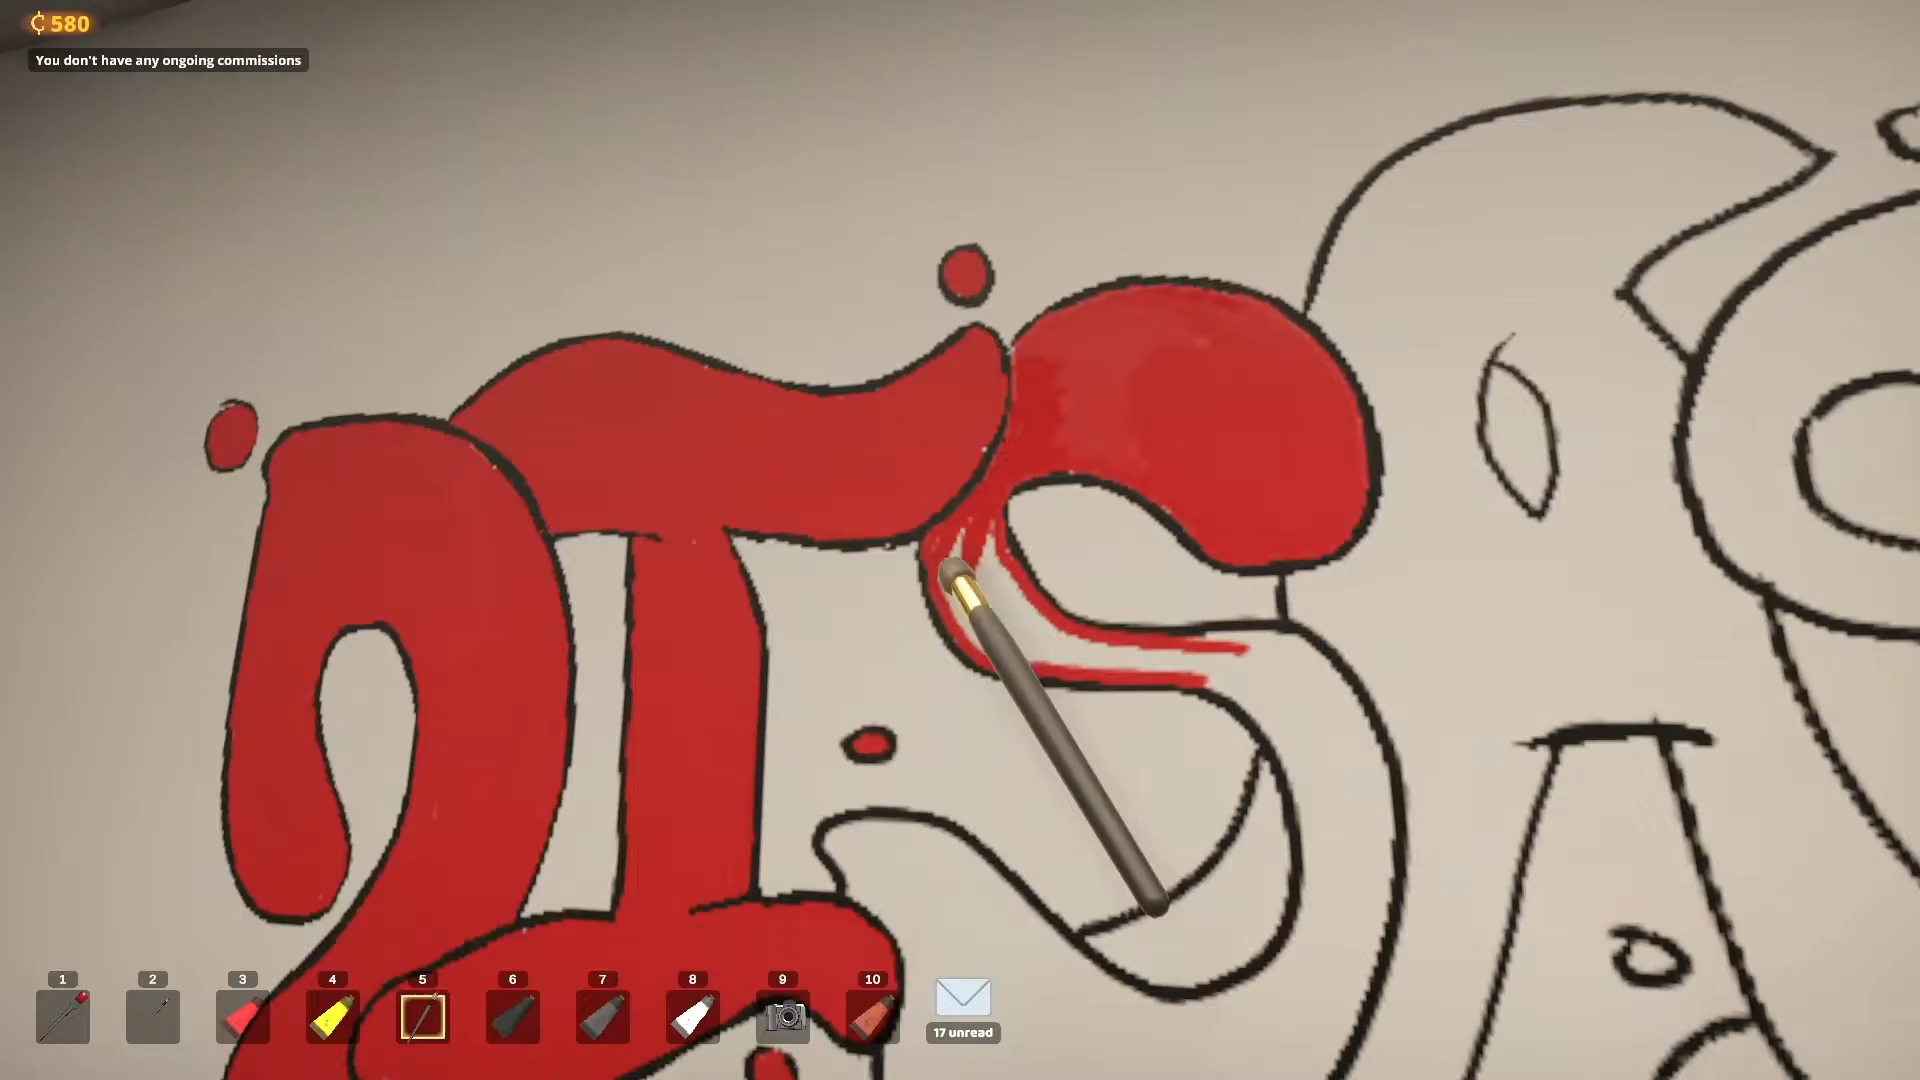 ₵ 580
You don't have any ongoing commissions
1 2 3 4 5 6 7 8 9 10
17 unread